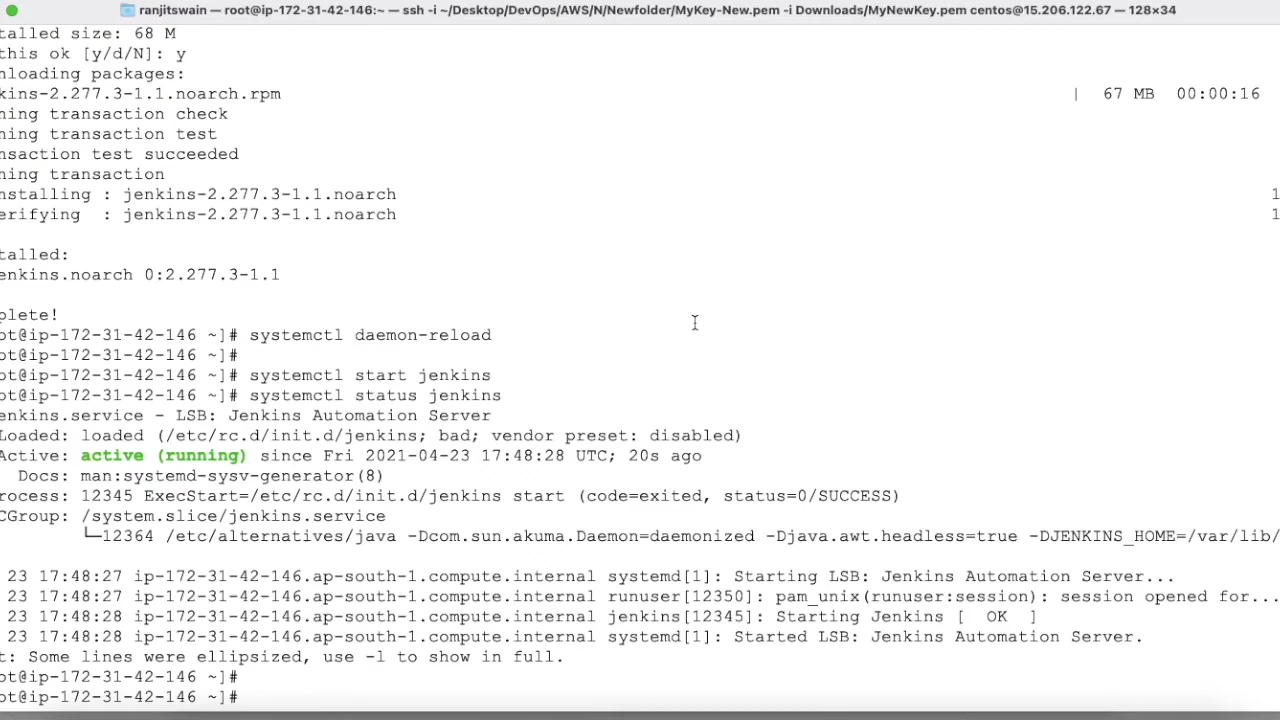 ranjitswain — root@ip-172-31-42-146:~ — ssh -i ~/Desktop/DevOps/AWS/N/Newfolder/MyKey-New.pem -i Downloads/MyNewKey.pem centos@15.206.122.67 — 128×34
talled size: 68 M
this ok [y/d/N]: y
nloading packages:
kins-2.277.3-1.1.noarch.rpm | 67 MB 00:00:16
ning transaction check
ning transaction test
nsaction test succeeded
ning transaction
nstalling : jenkins-2.277.3-1.1.noarch 1
erifying : jenkins-2.277.3-1.1.noarch 1
talled:
enkins.noarch 0:2.277.3-1.1
plete!
ot@ip-172-31-42-146 ~]# systemctl daemon-reload
ot@ip-172-31-42-146 ~]#
ot@ip-172-31-42-146 ~]# systemctl start jenkins
ot@ip-172-31-42-146 ~]# systemctl status jenkins
enkins.service - LSB: Jenkins Automation Server
Loaded: loaded (/etc/rc.d/init.d/jenkins; bad; vendor preset: disabled)
Active: active (running) since Fri 2021-04-23 17:48:28 UTC; 20s ago
Docs: man:systemd-sysv-generator(8)
rocess: 12345 ExecStart=/etc/rc.d/init.d/jenkins start (code=exited, status=0/SUCCESS)
CGroup: /system.slice/jenkins.service
└─12364 /etc/alternatives/java -Dcom.sun.akuma.Daemon=daemonized -Djava.awt.headless=true -DJENKINS_HOME=/var/lib/
23 17:48:27 ip-172-31-42-146.ap-south-1.compute.internal systemd[1]: Starting LSB: Jenkins Automation Server...
23 17:48:27 ip-172-31-42-146.ap-south-1.compute.internal runuser[12350]: pam_unix(runuser:session): session opened for...
23 17:48:28 ip-172-31-42-146.ap-south-1.compute.internal jenkins[12345]: Starting Jenkins [ OK ]
23 17:48:28 ip-172-31-42-146.ap-south-1.compute.internal systemd[1]: Started LSB: Jenkins Automation Server.
t: Some lines were ellipsized, use -l to show in full.
ot@ip-172-31-42-146 ~]#
ot@ip-172-31-42-146 ~]#